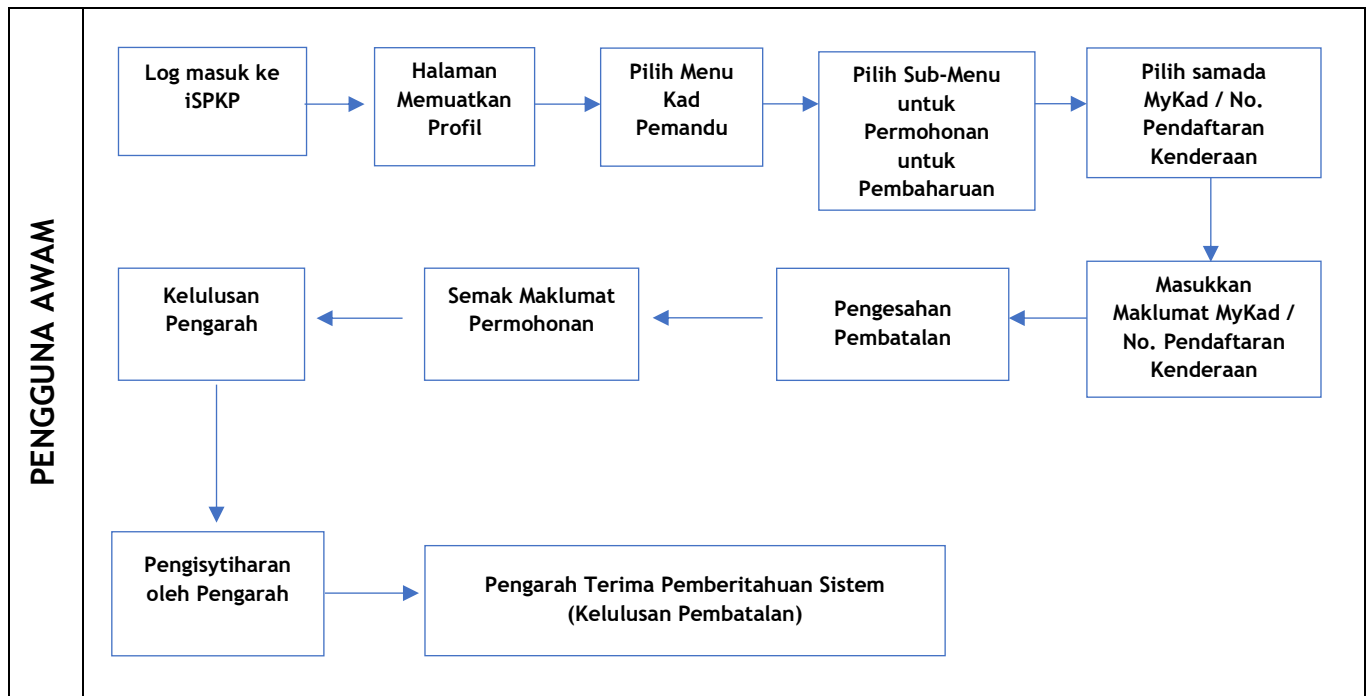 PENGGUNA AWAM
Log masuk ke
iSPKP
Halaman
Memuatkan
Profil
Pilih Menu
Kad
Pemandu
Pilih Sub-Menu
untuk
Permohonan
untuk
Pembaharuan
Pilih samada
MyKad / No.
Pendaftaran
Kenderaan
Masukkan
Maklumat MyKad /
No. Pendaftaran
Kenderaan
Pengesahan
Pembatalan
Semak Maklumat
Permohonan
Kelulusan
Pengarah
Pengisytiharan
oleh Pengarah
Pengarah Terima Pemberitahuan Sistem
(Kelulusan Pembatalan)